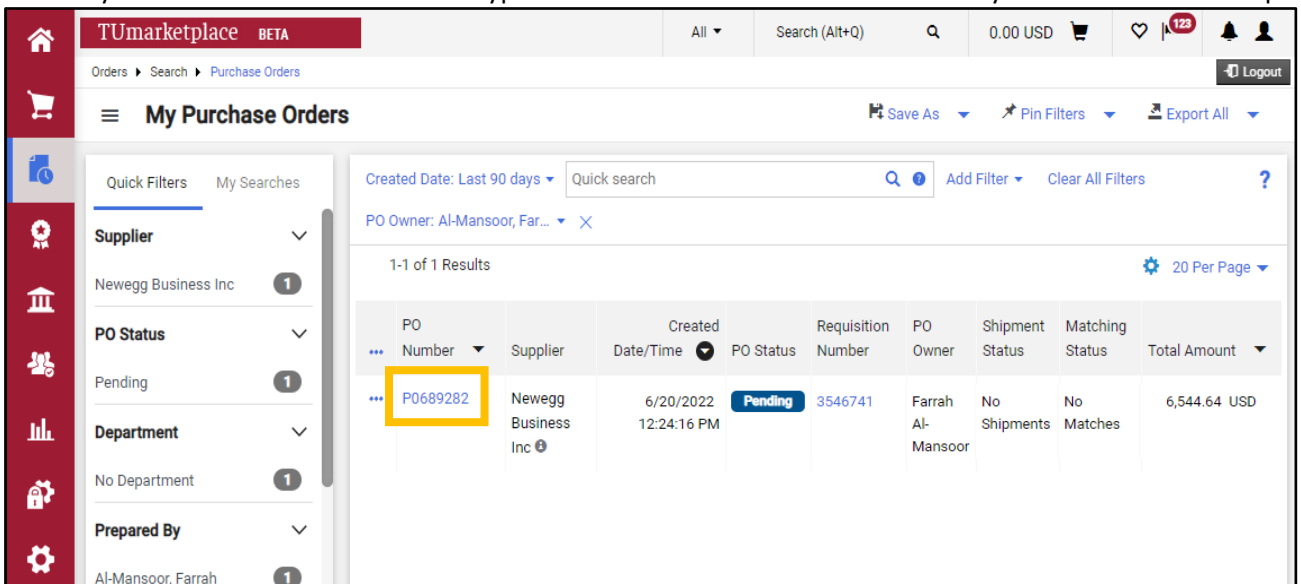 TUmarketplace BETA
All
Search (Alt+Q)
0.00 USD
123
Orders
Search
Purchase Orders
Logout
My Purchase Orders
Save As
Pin Filters
Export All
Quick Filters
My Searches
Supplier
Newegg Business Inc 1
PO Status
Pending 1
Department
No Department 1
Prepared By
Al-Mansoor, Farrah 1
Created Date: Last 90 days
Quick search
Add Filter
Clear All Filters
?
PO Owner: Al-Mansoor, Far...
1-1 of 1 Results
20 Per Page
PO
Number
Supplier
Created
Date/Time
PO Status
Requisition
Number
PO
Owner
Shipment
Status
Matching
Status
Total Amount
P0689282
Newegg
Business
Inc
6/20/2022
12:24:16 PM
Pending
3546741
Farrah
Al-
Mansoor
No
Shipments
No
Matches
6,544.64 USD